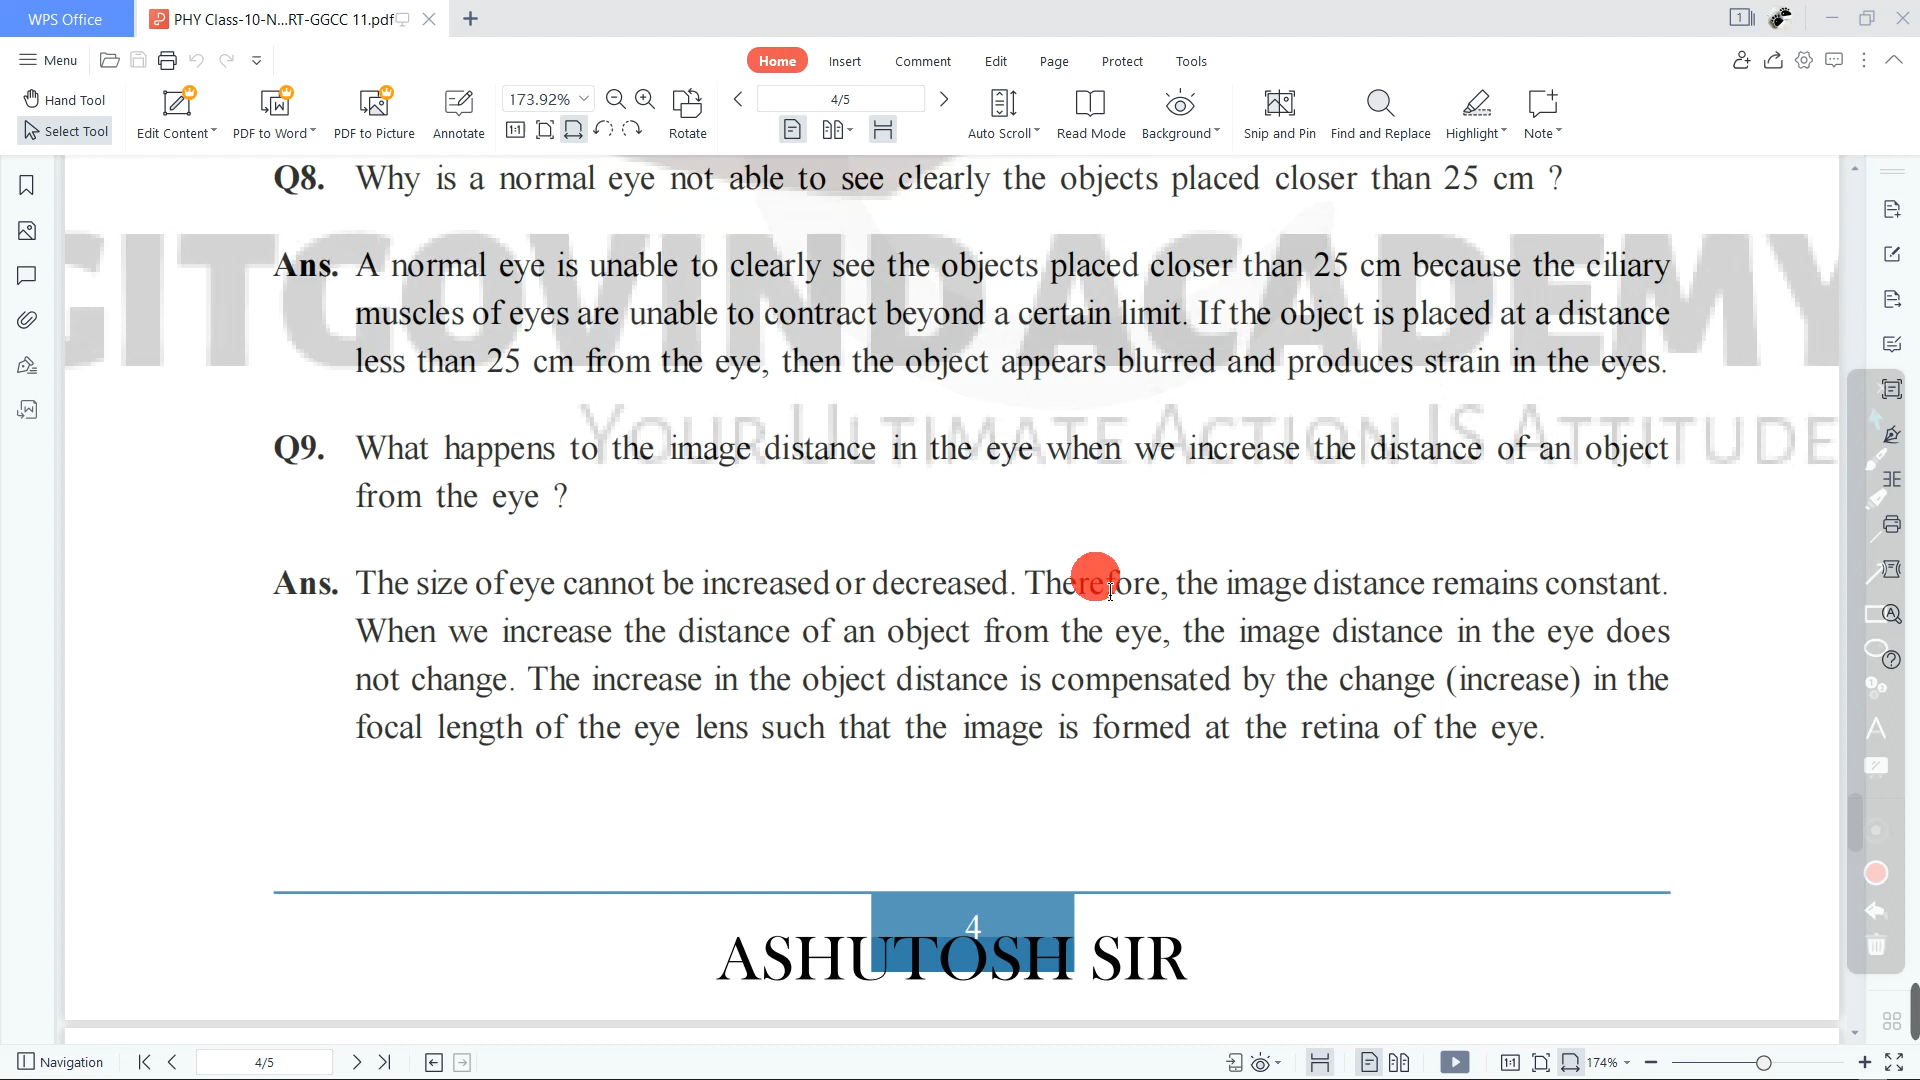 WPS Office
PHY Class-10-N...RT-GGCC 11.pdf
Menu
Home
Insert
Comment
Edit
Page
Protect
Tools
Hand Tool
Select Tool
Edit Content
PDF to Word
PDF to Picture
Annotate
173.92%
Rotate
4/5
Auto Scroll
Read Mode
Background
Snip and Pin
Find and Replace
Highlight
Note
Q8. Why is a normal eye not able to see clearly the objects placed closer than 25 cm ?
GITGOVIND ACADEMY
Ans. A normal eye is unable to clearly see the objects placed closer than 25 cm because the ciliary
muscles of eyes are unable to contract beyond a certain limit. If the object is placed at a distance
less than 25 cm from the eye, then the object appears blurred and produces strain in the eyes.
YOUR ULTIMATE ACTION IS ATTITUDE
Q9. What happens to the image distance in the eye when we increase the distance of an object
from the eye ?
Ans. The size of eye cannot be increased or decreased. Therefore, the image distance remains constant.
When we increase the distance of an object from the eye, the image distance in the eye does
not change. The increase in the object distance is compensated by the change (increase) in the
focal length of the eye lens such that the image is formed at the retina of the eye.
4
ASHUTOSH SIR
Navigation
4/5
174%